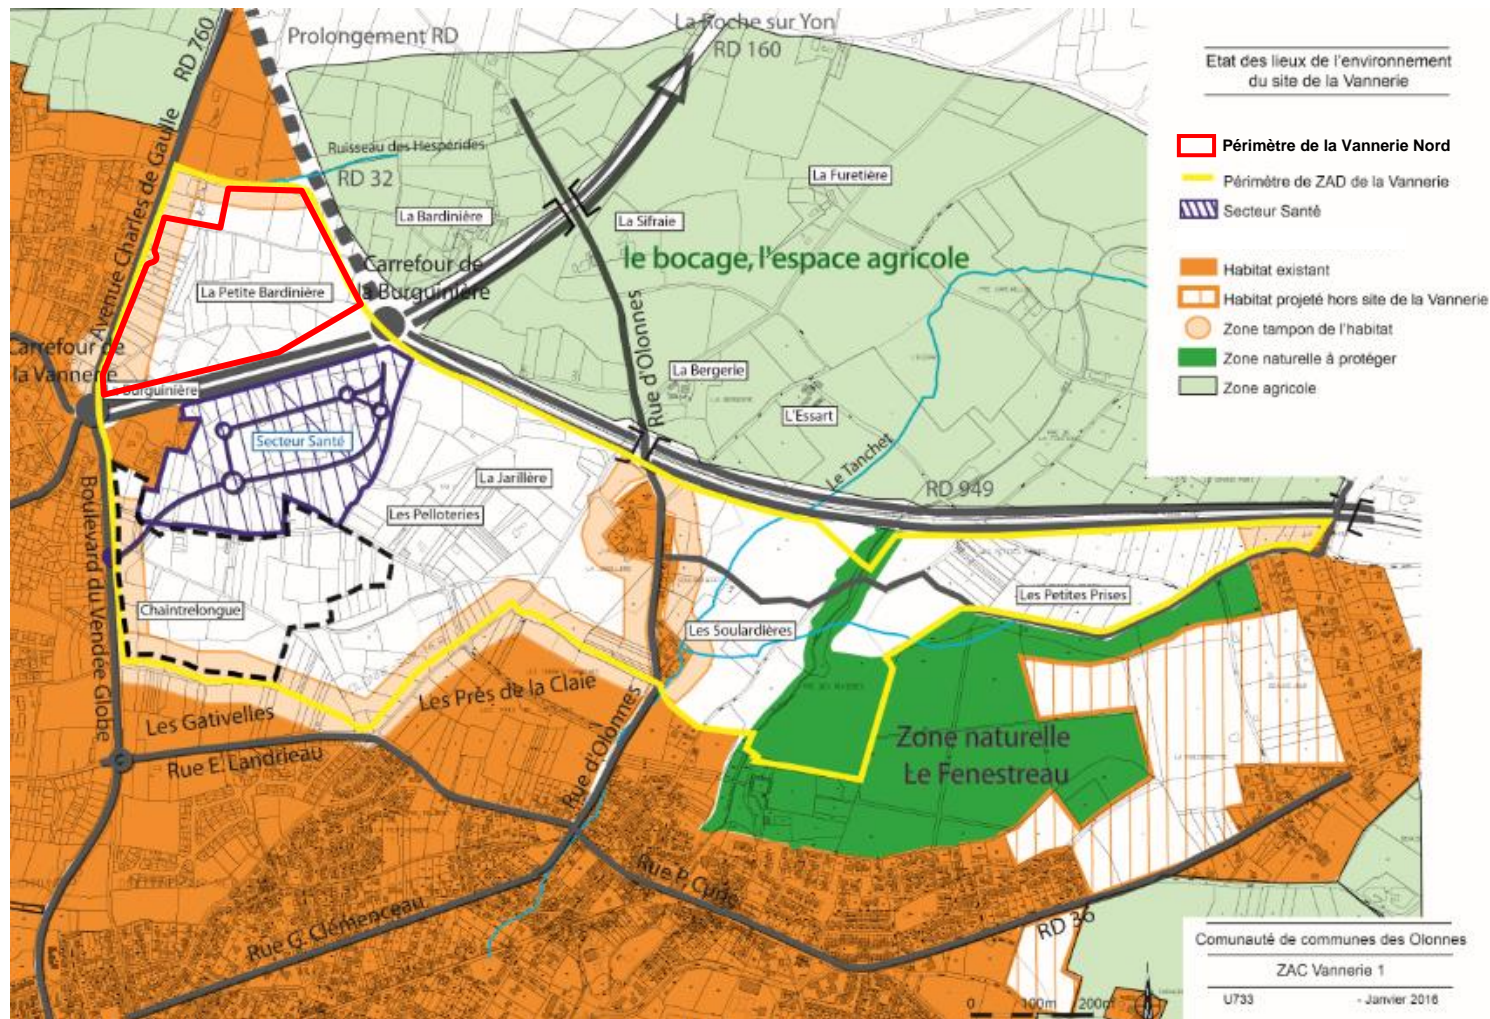 La Roche sur Yon
RD 160
Prolongement RD
RD 760
Avenue Charles de Gaulle
Ruisseau des Hespérides
RD 32
La Bardinière
La Furetière
La Sifraie
le bocage, l'espace agricole
Carrefour de
la Burguinière
La Petite Bardinière
Carrefour de
la Vannerie
Burguinière
Rue d'Olonnes
La Bergerie
L'Essart
Le Tanchet
RD 949
Secteur Santé
La Jarillère
Les Pelloteries
Boulevard du Vendée Globe
Chaintrelongue
Les Petites Prises
Les Soulardières
Les Près de la Claie
Les Gativelles
Rue E. Landrieau
Rue d'Olonnes
Zone naturelle
Le Fenestreau
Rue P. Curie
Rue G. Clémenceau
RD 36
0 100m 200m
Etat des lieux de l'environnement
du site de la Vannerie
Périmètre de la Vannerie Nord
Périmètre de ZAD de la Vannerie
Secteur Santé
Habitat existant
Habitat projeté hors site de la Vannerie
Zone tampon de l'habitat
Zone naturelle à protéger
Zone agricole
Comunauté de communes des Olonnes
ZAC Vannerie 1
U733 - Janvier 2016